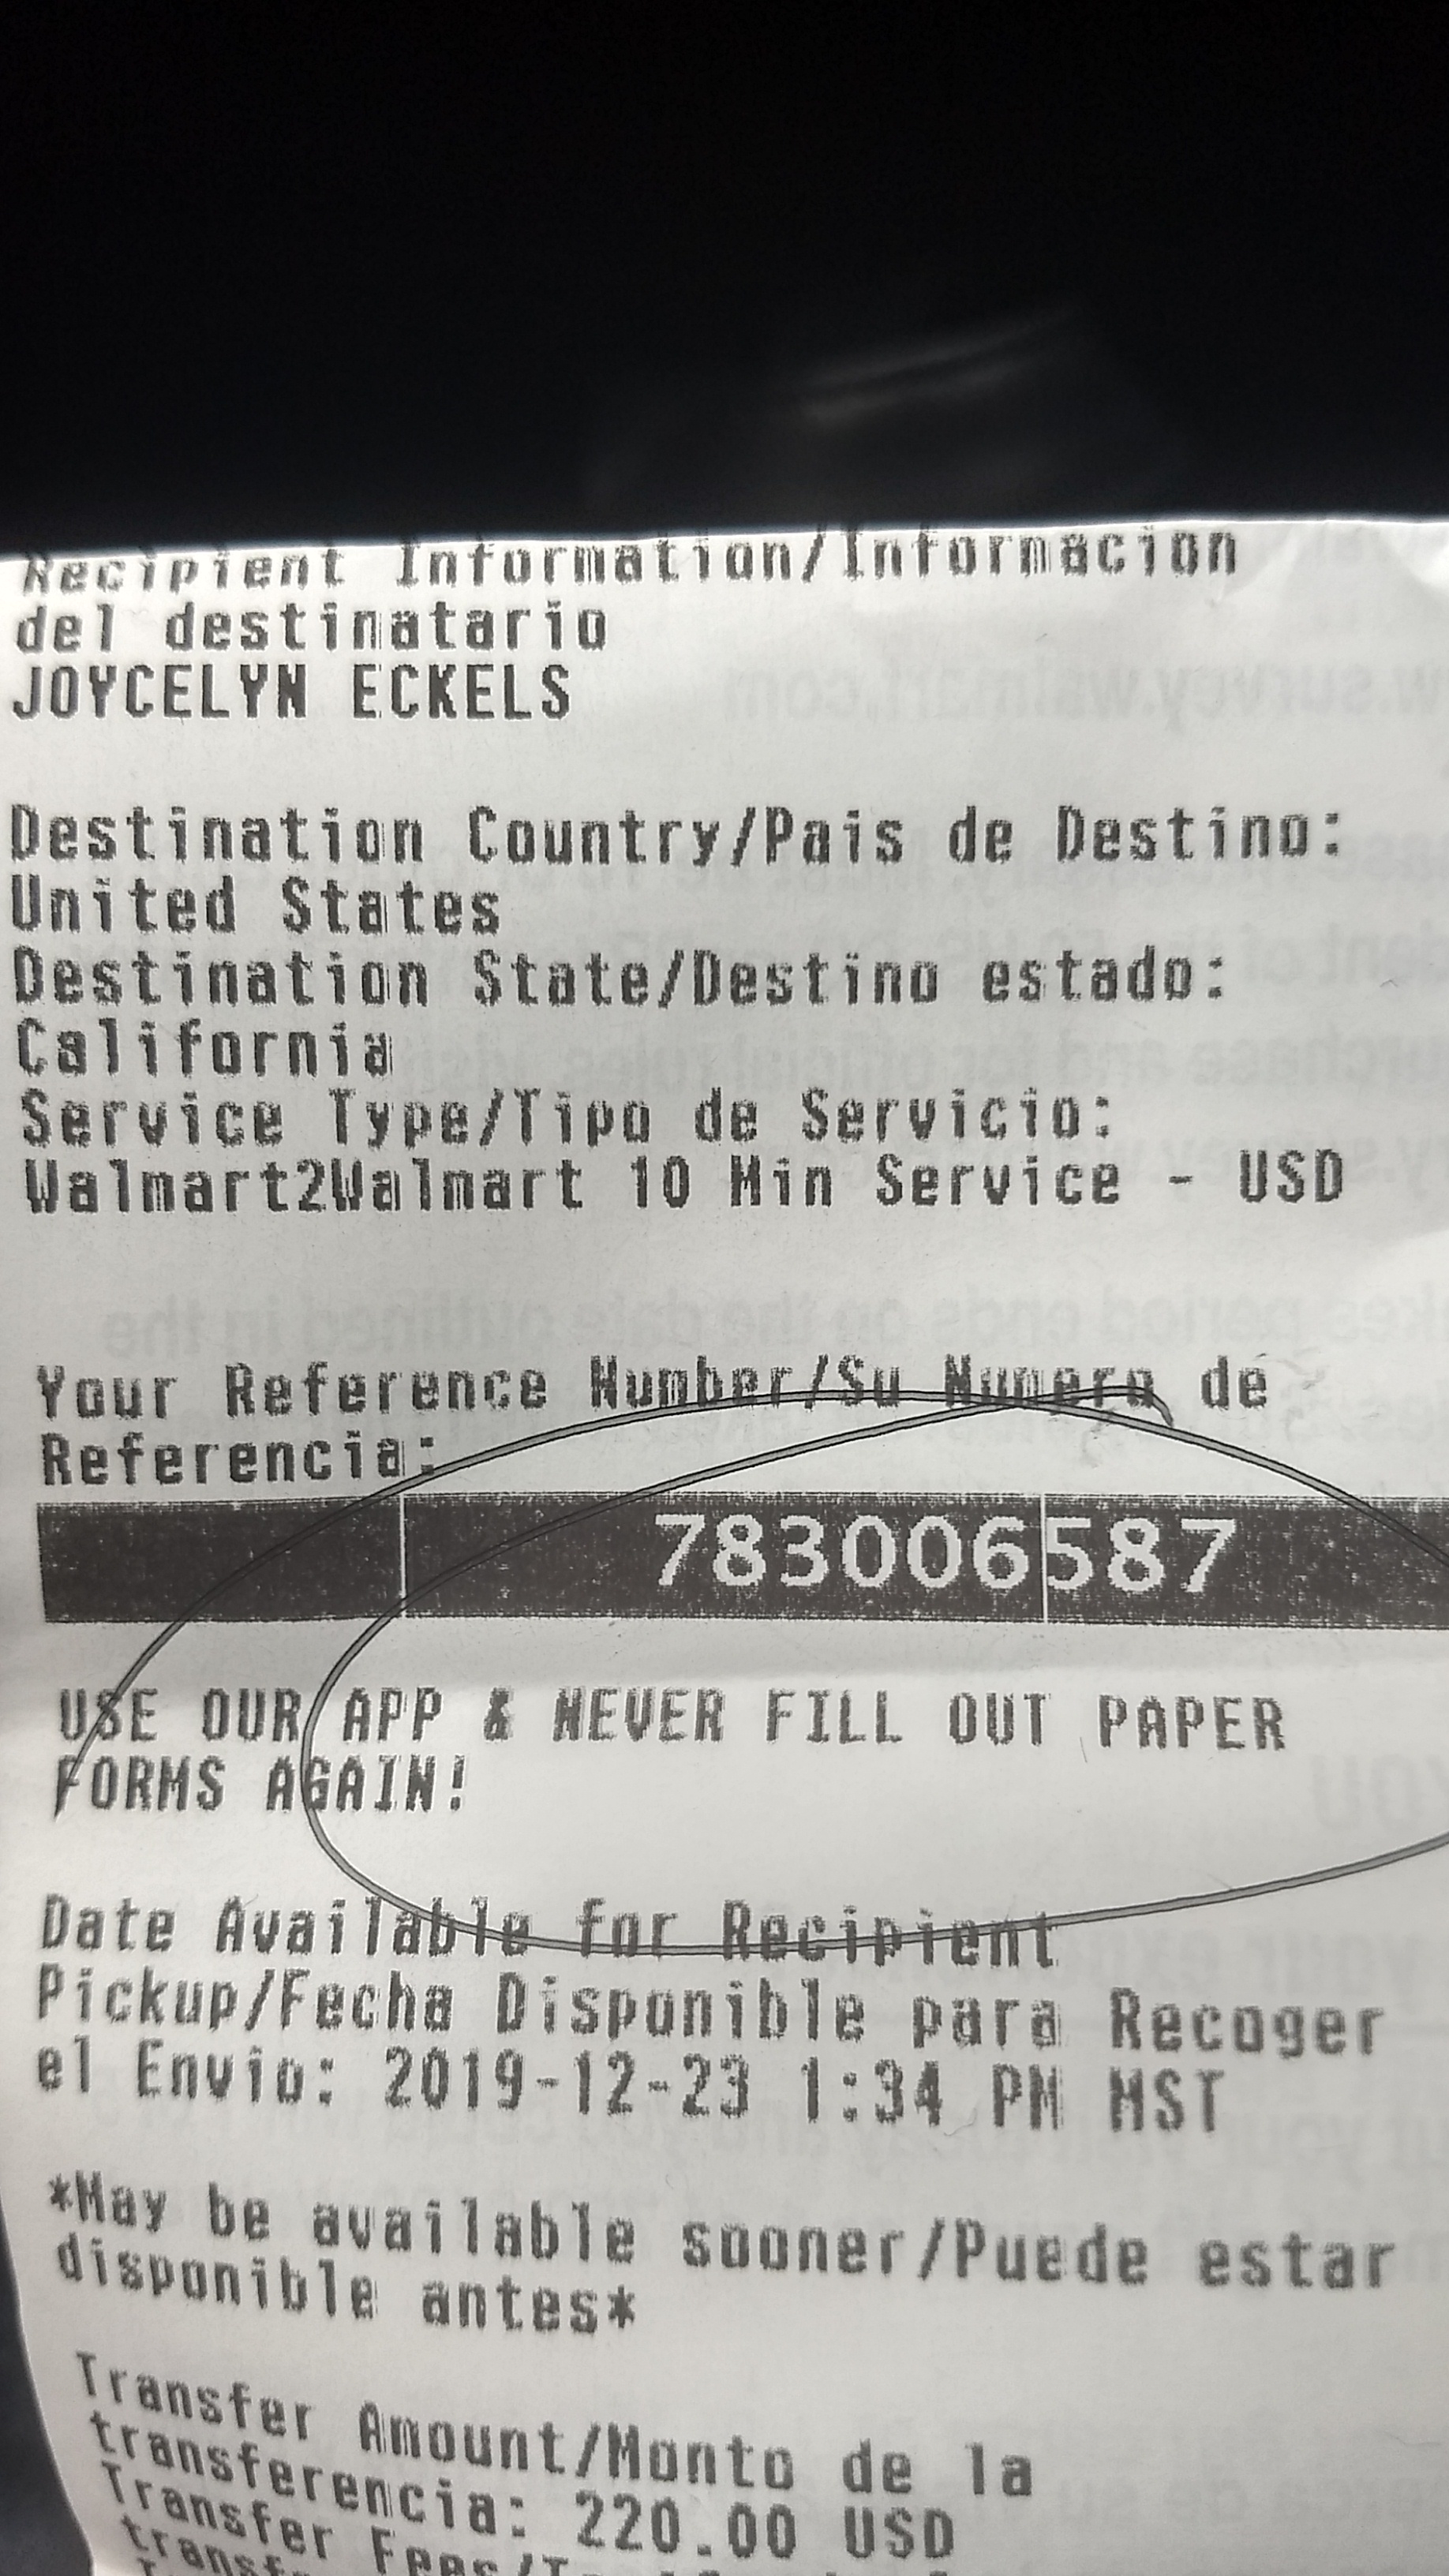 Recipient Information/Informacion
del destinatario
JOYCELYN ECKELS
Destination Country/Pais de Destino:
United States
Destination State/Destino estado:
California
Service Type/Tipo de Servicio:
Walmart2Walmart 10 Min Service - USD
Your Reference Number/Su Numero de
Referencia:
783006587
USE OUR APP & NEVER FILL OUT PAPER
FORMS AGAIN!
Date Available for Recipient
Pickup/Fecha Disponible para Recoger
el Envio: 2019-12-23 1:34 PM MST
*May be available sooner/Puede estar
disponible antes*
Transfer Amount/Monto de la
transferencia: 220.00 USD
Transfer Fees/